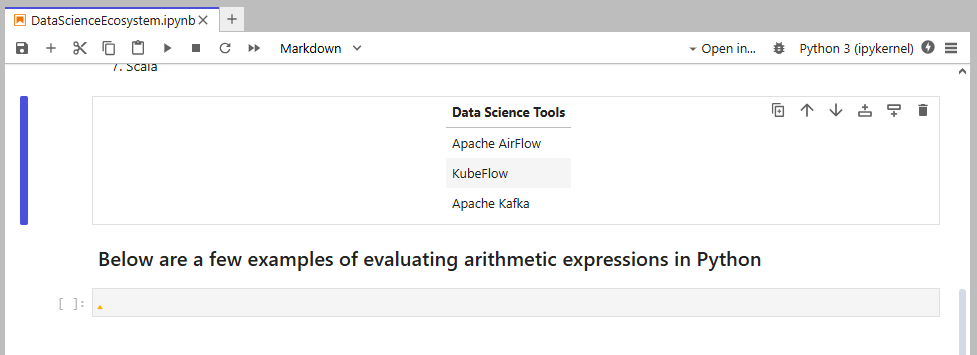 DataScienceEcosystem.ipynb
Markdown
Open in...
Python 3 (ipykernel)
7. Scala
Data Science Tools
Apache AirFlow
KubeFlow
Apache Kafka
Below are a few examples of evaluating arithmetic expressions in Python
[ ]: